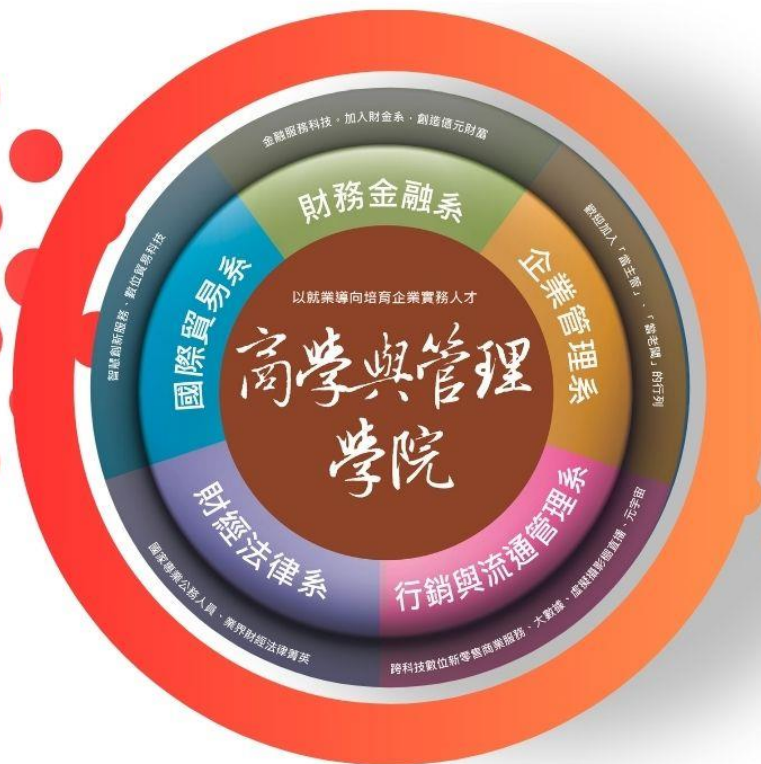 以就業導向培育企業實務人才
商學與管理
學院
財務金融系
金融服務科技，加入財金系，創造億元財富
企業管理系
歡迎加入「當主管」、「當老闆」的行列
行銷與流通管理系
跨科技數位新零售商業服務、大數據、虛擬攝影棚直播、元宇宙
財經法律系
國家專業公務人員、業界財經法律菁英
國際貿易系
智慧創新服務、數位貿易科技